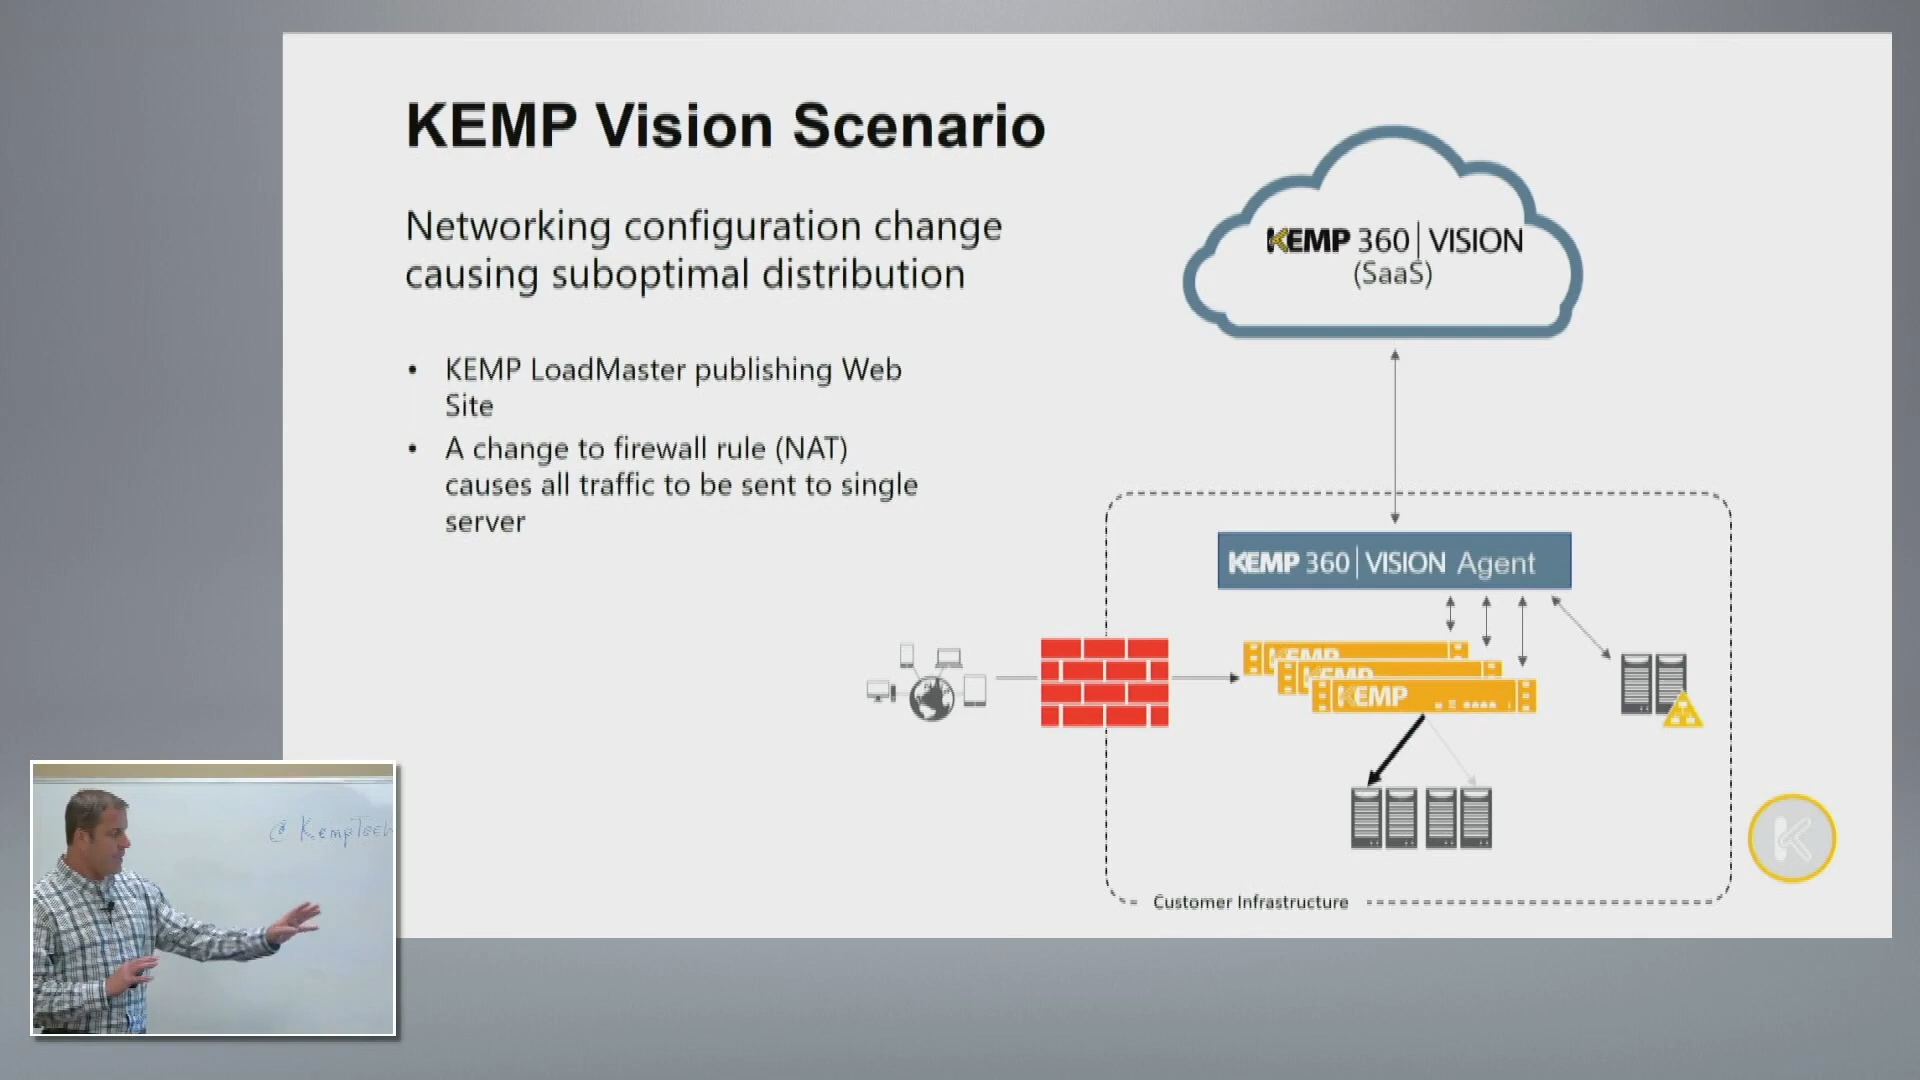 KEMP Vision Scenario
Networking configuration change
causing suboptimal distribution
• KEMP LoadMaster publishing Web
Site
• A change to firewall rule (NAT)
causes all traffic to be sent to single
server
KEMP 360|VISION
(SaaS)
KEMP 360|VISION Agent
KEMP
KEMP
KEMP
Customer Infrastructure
K
@KempTech